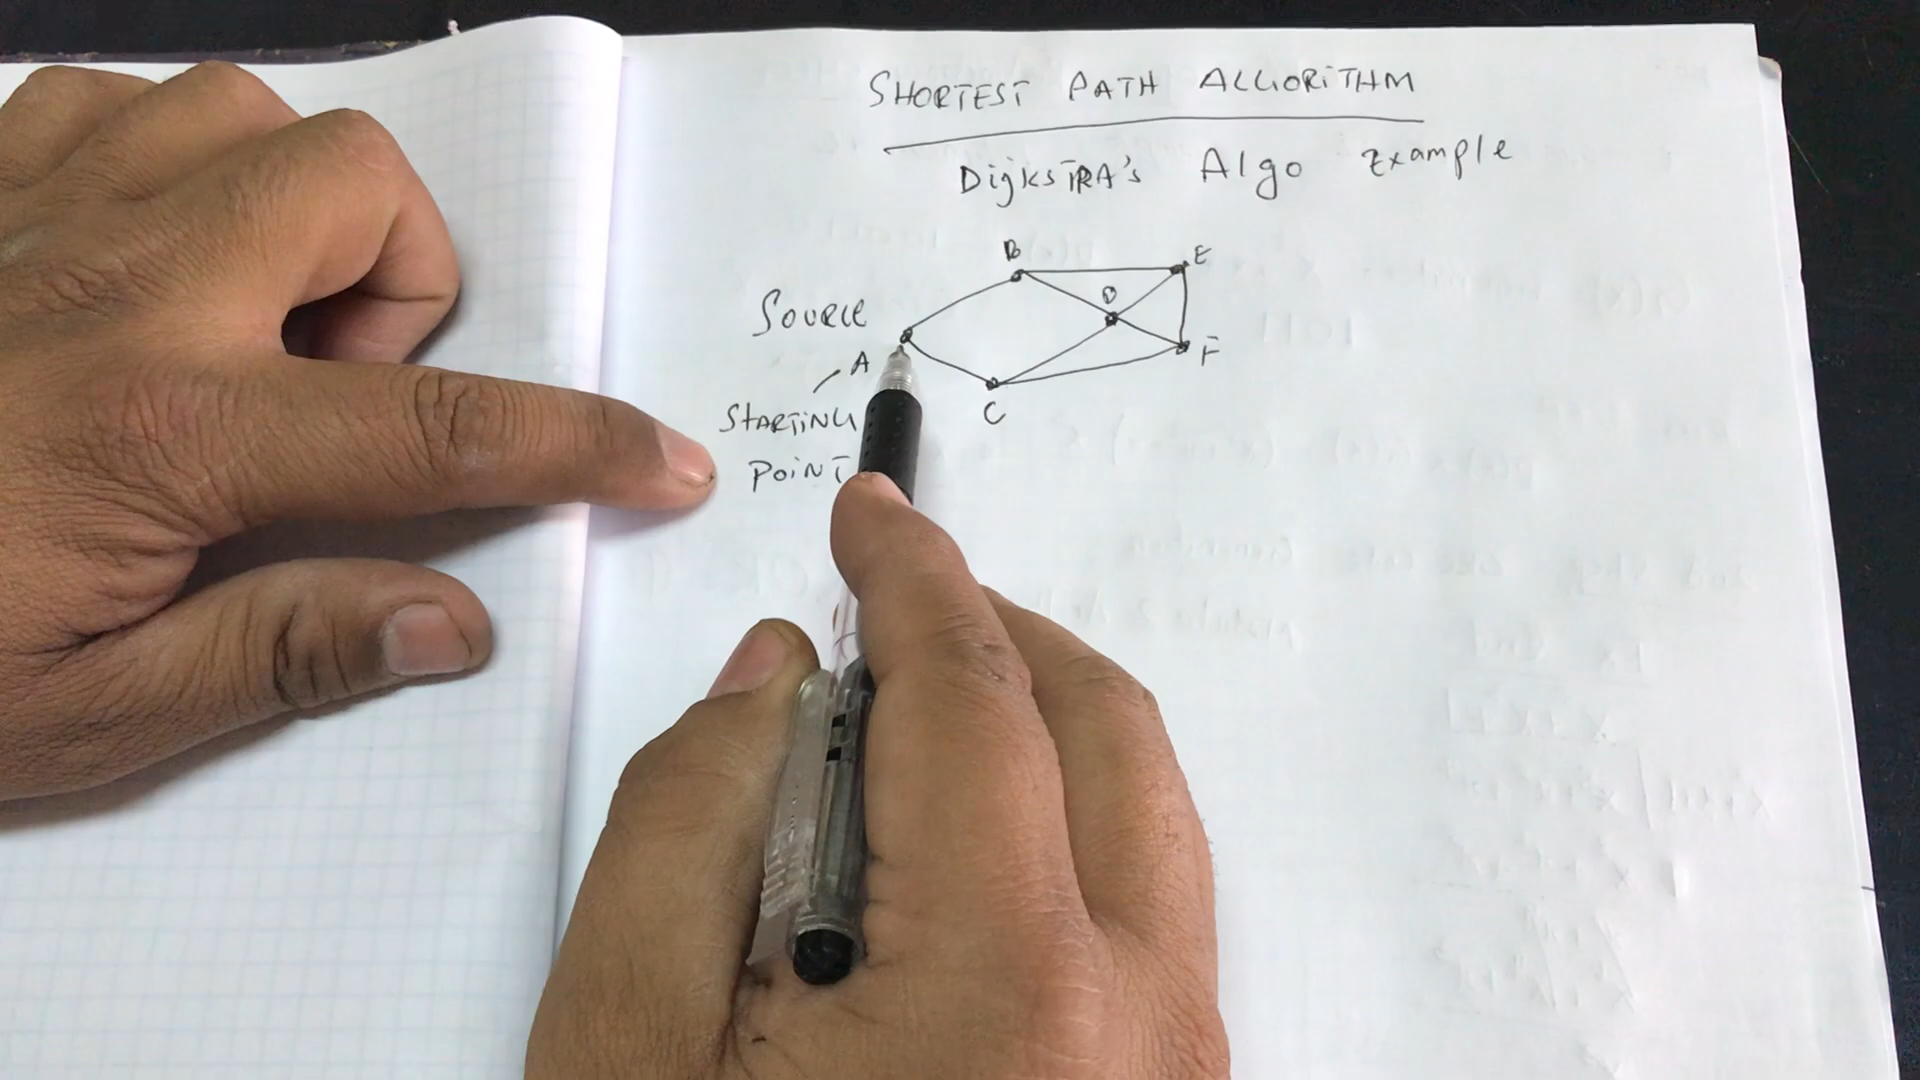 SHORTEST PATH ALGORITHM
DijkSTRA's Algo Example
B
E
D
Source
A
F
C
STARTING
POINT